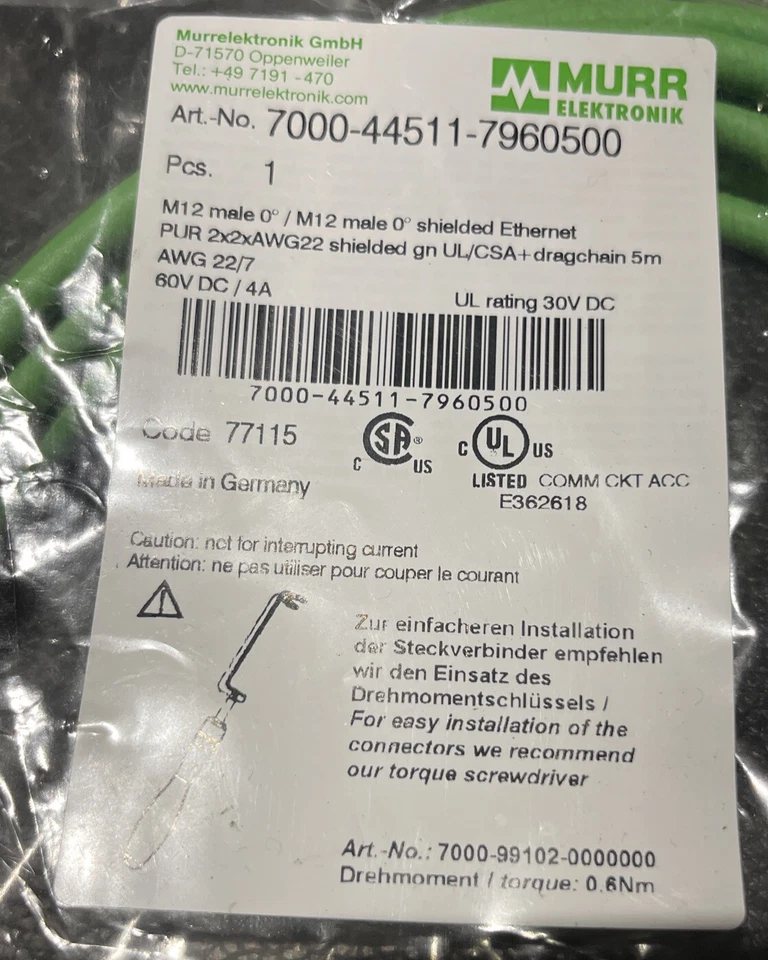 Murrelektronik GmbH
D-71570 Oppenweiler
Tel.: +49 7191 -470
www.murrelektronik.com
MURR
ELEKTRONIK
Art.-No. 7000-44511-7960500
Pcs. 1
M12 male 0° / M12 male 0° shielded Ethernet
PUR 2x2xAWG22 shielded gn UL/CSA+dragchain 5m
AWG 22/7
60V DC / 4A
UL rating 30V DC
7000-44511-7960500
Code 77115
C SA ® US
C UL US
LISTED COMM CKT ACC
E362618
Made in Germany
Caution: not for interrupting current
Attention: ne pas utiliser pour couper le courant
Zur einfacheren Installation
der Steckverbinder empfehlen
wir den Einsatz des
Drehmomentschlüssels /
For easy installation of the
connectors we recommend
our torque screwdriver
Art.-No.: 7000-99102-0000000
Drehmoment / torque: 0.6Nm